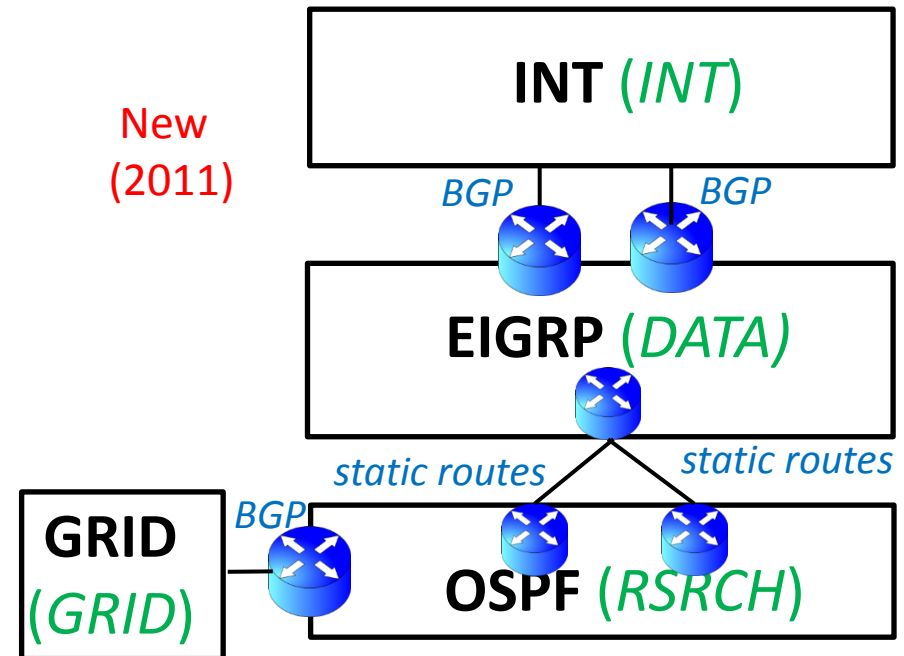 INT (INT)
New
(2011)
BGP
BGP
EIGRP (DATA)
static routes
static routes
GRID
(GRID)
BGP
OSPF (RSRCH)